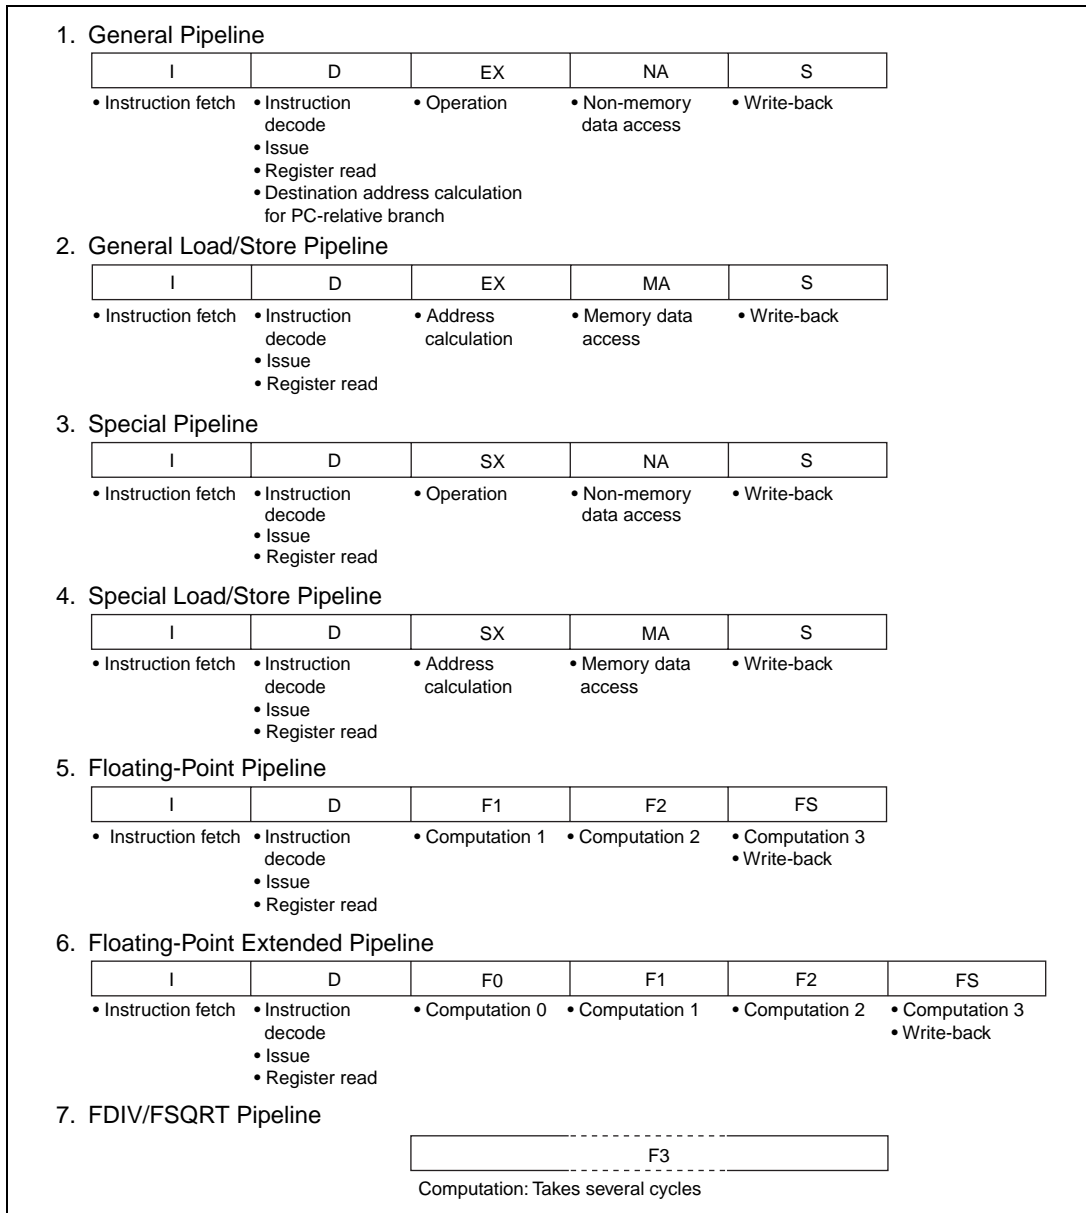 1. General Pipeline
I D EX NA S
• Instruction fetch • Instruction • Operation • Non-memory • Write-back
decode data access
• Issue
• Register read
• Destination address calculation
for PC-relative branch
2. General Load/Store Pipeline
I D EX MA S
• Instruction fetch • Instruction • Address • Memory data • Write-back
decode calculation access
• Issue
• Register read
3. Special Pipeline
I D SX NA S
• Instruction fetch • Instruction • Operation • Non-memory • Write-back
decode data access
• Issue
• Register read
4. Special Load/Store Pipeline
I D SX MA S
• Instruction fetch • Instruction • Address • Memory data • Write-back
decode calculation access
• Issue
• Register read
5. Floating-Point Pipeline
I D F1 F2 FS
• Instruction fetch • Instruction • Computation 1 • Computation 2 • Computation 3
decode • Write-back
• Issue
• Register read
6. Floating-Point Extended Pipeline
I D F0 F1 F2 FS
• Instruction fetch • Instruction • Computation 0 • Computation 1 • Computation 2 • Computation 3
decode • Write-back
• Issue
• Register read
7. FDIV/FSQRT Pipeline
F3
Computation: Takes several cycles